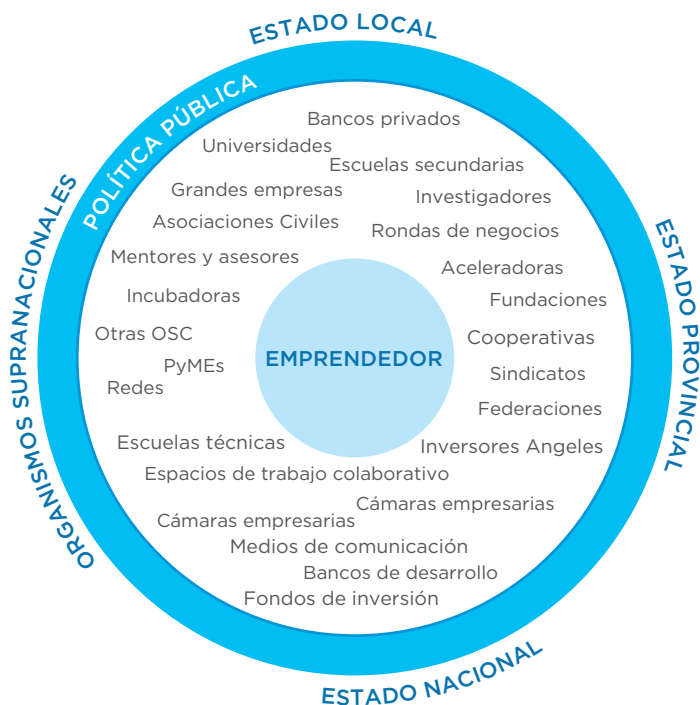 ESTADO LOCAL
POLÍTICA PÚBLICA
Bancos privados
Universidades
Escuelas secundarias
Grandes empresas
Investigadores
Asociaciones Civiles
Rondas de negocios
Mentores y asesores
Aceleradoras
Incubadoras
Fundaciones
Otras OSC
Cooperativas
EMPRENDEDOR
PyMEs
Sindicatos
Redes
Federaciones
Escuelas técnicas
Inversores Angeles
Espacios de trabajo colaborativo
Cámaras empresarias
Cámaras empresarias
Medios de comunicación
Bancos de desarrollo
Fondos de inversión
ORGANISMOS SUPRANACIONALES
ESTADO PROVINCIAL
ESTADO NACIONAL